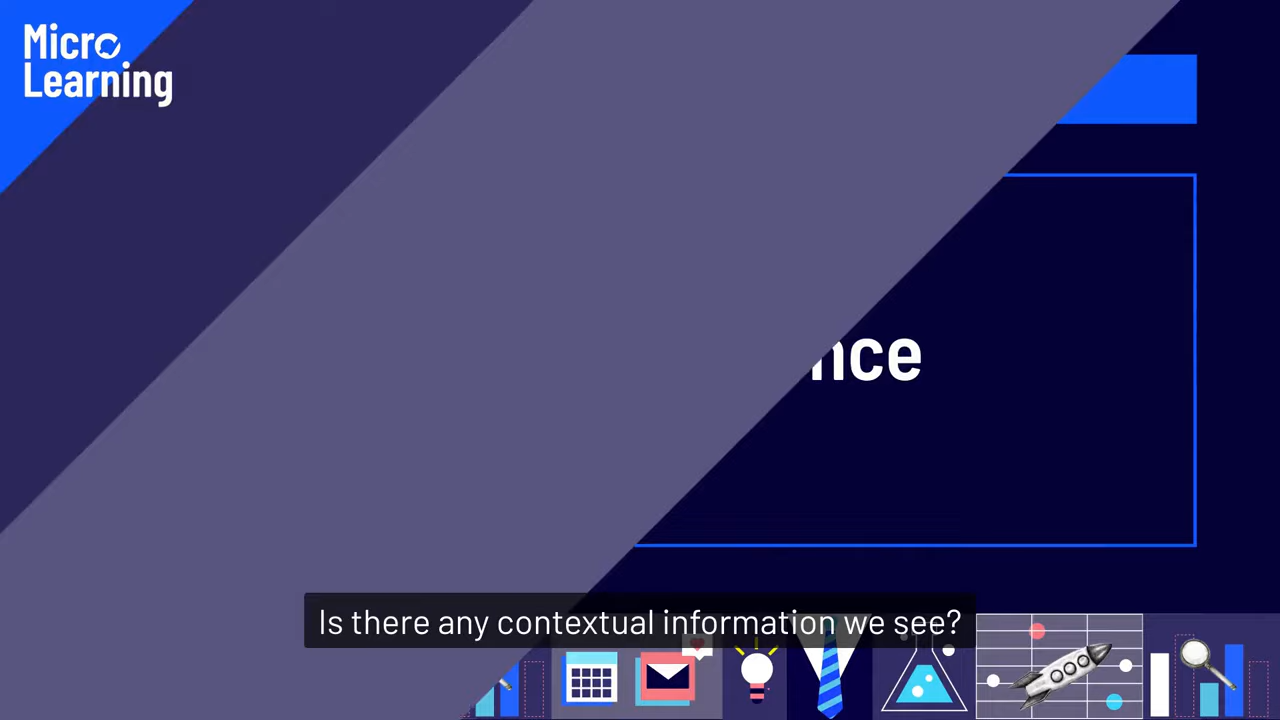 Micro
Learning
nce
Is there any contextual information we see?